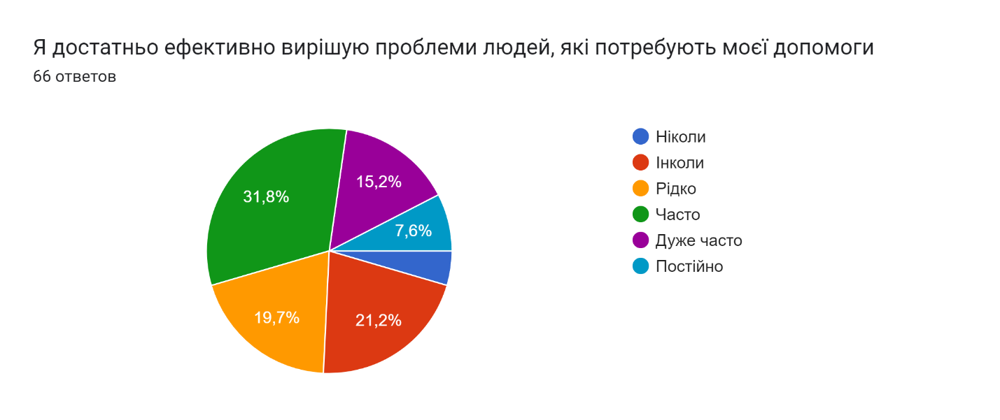 Я достатньо ефективно вирішую проблеми людей, які потребують моєї допомоги
66 ответов
31,8%
15,2%
7,6%
19,7%
21,2%
Ніколи
Інколи
Рідко
Часто
Дуже часто
Постійно